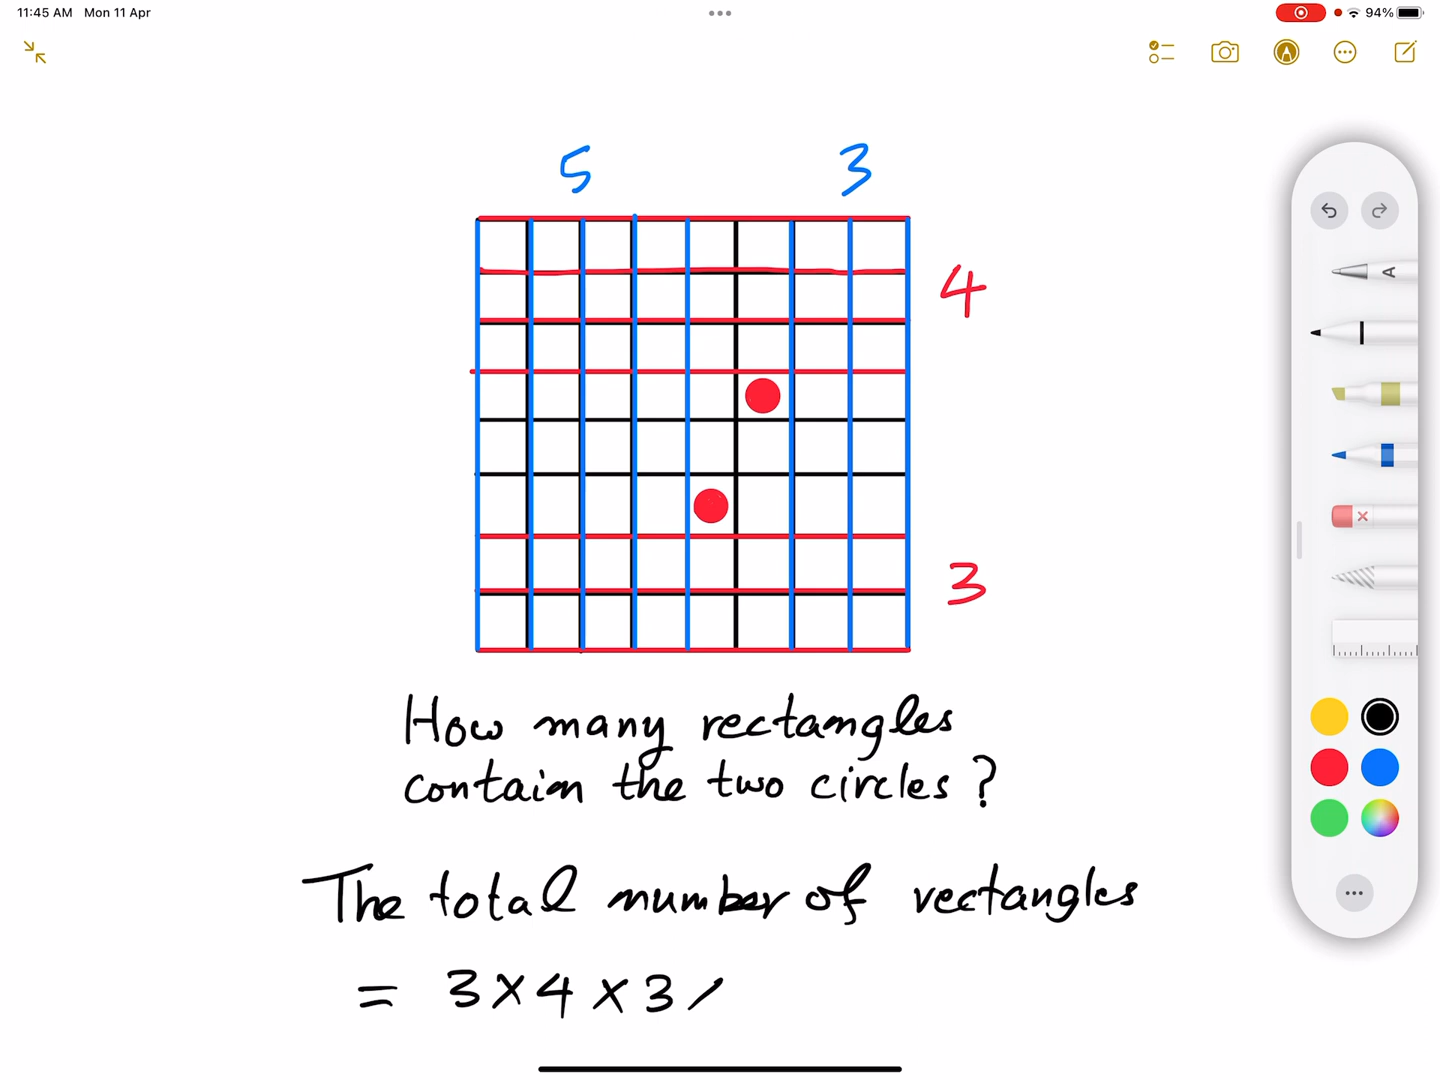 11:45 AM Mon 11 Apr
94%
5 3
4
A
3
How many rectangles
contain the two circles ?
The total number of rectangles
= 3 × 4 × 3 /